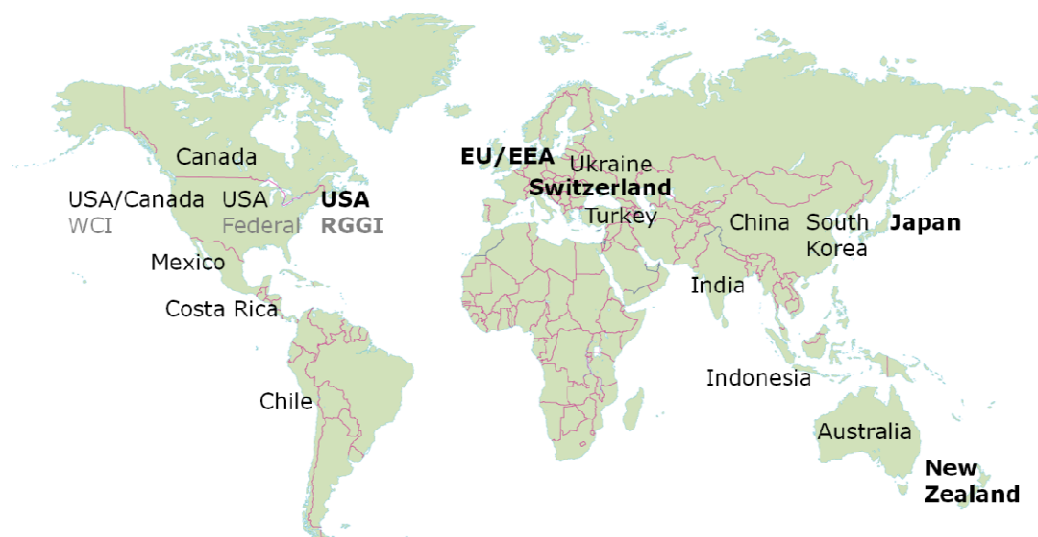 Canada
USA/Canada
WCI
USA
Federal
USA
RGGI
Mexico
Costa Rica
Chile
EU/EEA
Ukraine
Switzerland
Turkey
China
South
Korea
Japan
India
Indonesia
Australia
New
Zealand